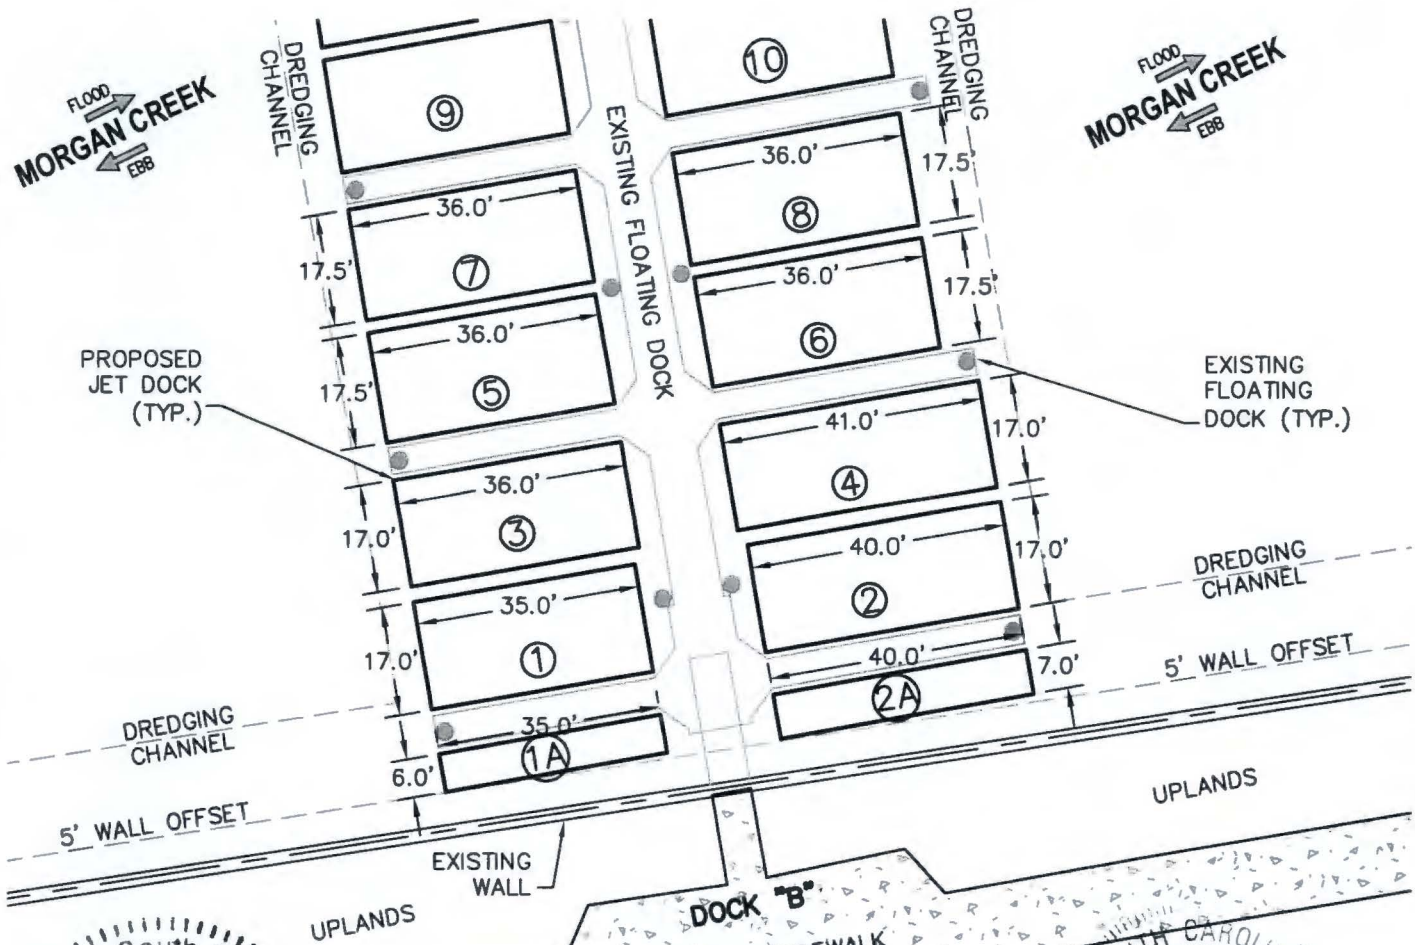 DREDGING
CHANNEL
DREDGING
CHANNEL
FLOOD
MORGAN CREEK
EBB
FLOOD
MORGAN CREEK
EBB
9
10
EXISTING FLOATING DOCK
36.0'
17.5'
7
36.0'
17.5'
8
36.0'
17.5'
5
36.0'
17.5'
6
PROPOSED
JET DOCK
(TYP.)
EXISTING
FLOATING
DOCK (TYP.)
36.0'
17.0'
3
41.0'
17.0'
4
35.0'
17.0'
1
40.0'
17.0'
2
DREDGING
CHANNEL
40.0'
7.0'
2A
5' WALL OFFSET
DREDGING
CHANNEL
35.0'
1A
6.0'
5' WALL OFFSET
UPLANDS
EXISTING
WALL
UPLANDS
DOCK "B"
South